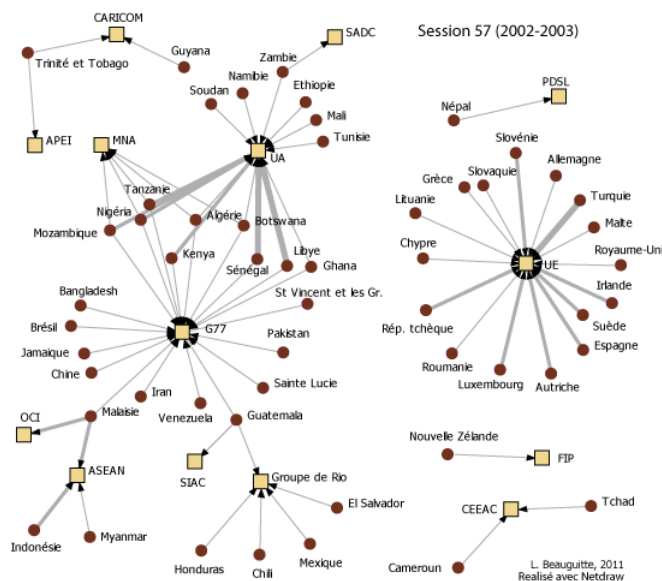 CARICOM
SADC
Session 57 (2002-2003)
Trinité et Tobago
Guyana
Zambie
Namibie
Ethiopie
Soudan
PDSL
Népal
Mali
APEI
MNA
UA
Tunisie
Slovénie
Allemagne
Slovaquie
Grèce
Tanzanie
Turquie
Lituanie
Nigéria
Algérie
Botswana
Malte
Mozambique
Chypre
Royaume-Uni
Kenya
Libye
UE
Sénégal
Ghana
Irlande
Bangladesh
St Vincent et les Gr.
Rép. tchèque
Suède
Brésil
G77
Pakistan
Espagne
Jamaique
Roumanie
Chine
Luxembourg
Autriche
Iran
Sainte Lucie
OCI
Malaisie
Venezuela
Guatemala
Nouvelle Zélande
FIP
ASEAN
SIAC
Groupe de Rio
El Salvador
CEEAC
Tchad
Indonésie
Myanmar
Honduras
Chili
Mexique
Cameroun
L. Beauguitte, 2011
Realisé avec Netdraw